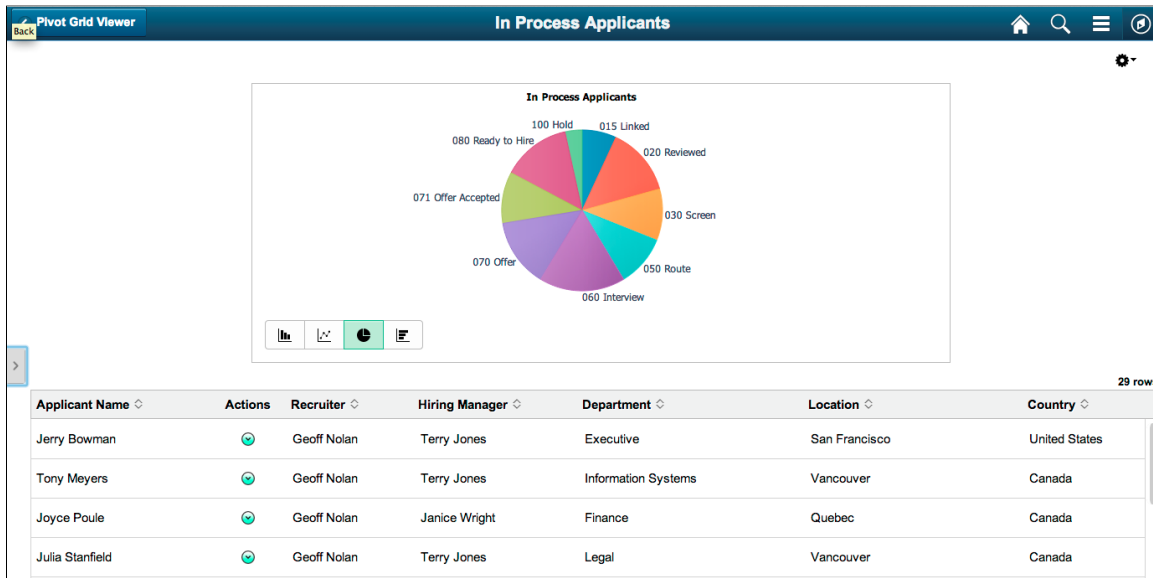 Pivot Grid Viewer
Back
In Process Applicants
In Process Applicants
100 Hold
015 Linked
080 Ready to Hire
020 Reviewed
071 Offer Accepted
030 Screen
070 Offer
050 Route
060 Interview
29 row
Applicant Name Actions Recruiter Hiring Manager Department Location Country
Jerry Bowman Geoff Nolan Terry Jones Executive San Francisco United States
Tony Meyers Geoff Nolan Terry Jones Information Systems Vancouver Canada
Joyce Poule Geoff Nolan Janice Wright Finance Quebec Canada
Julia Stanfield Geoff Nolan Terry Jones Legal Vancouver Canada